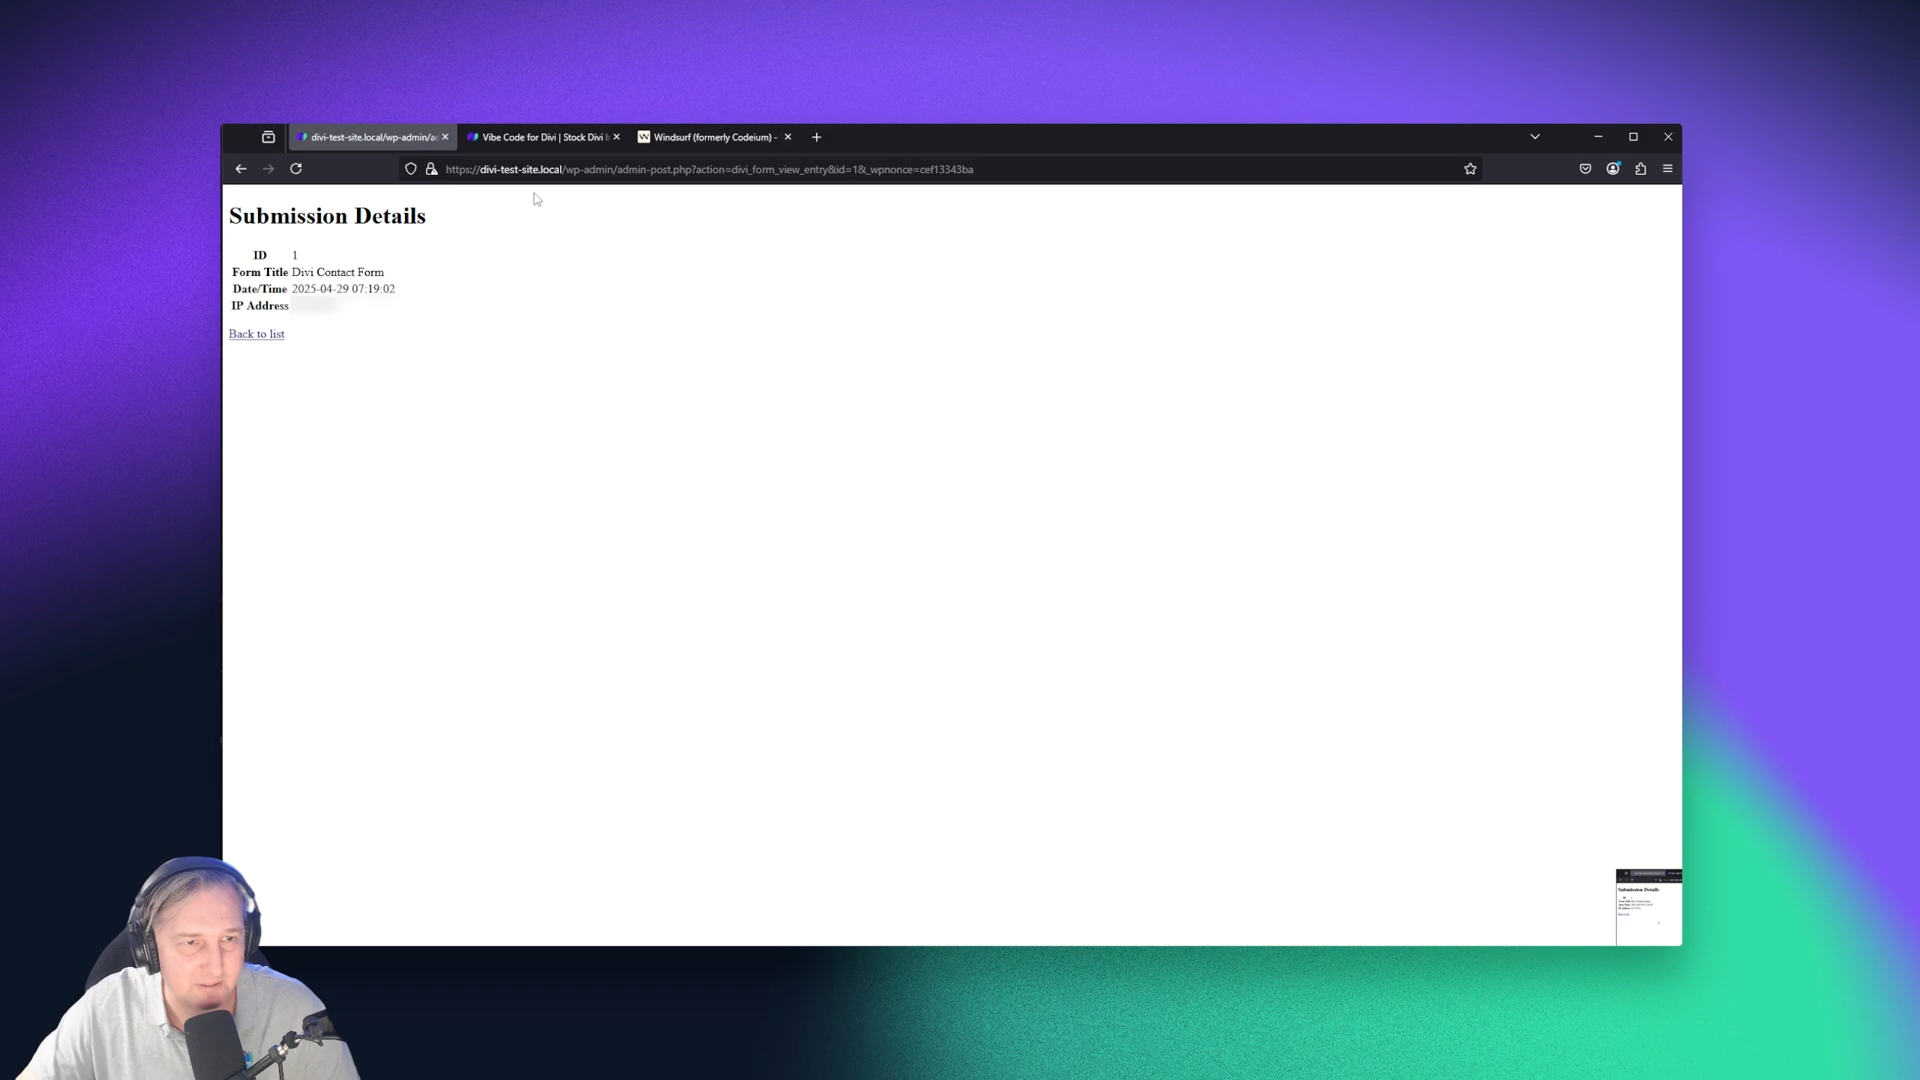 divi-test-site.local/wp-admin/a
Vibe Code for Divi | Stock Divi
Windsurf (formerly Codeium) -
https://divi-test-site.local/wp-admin/admin-post.php?action=divi_form_view_entry&id=1&_wpnonce=cef13343ba
Submission Details
ID 1
Form Title Divi Contact Form
Date/Time 2025-04-29 07:19:02
IP Address
Back to list
Submission Details